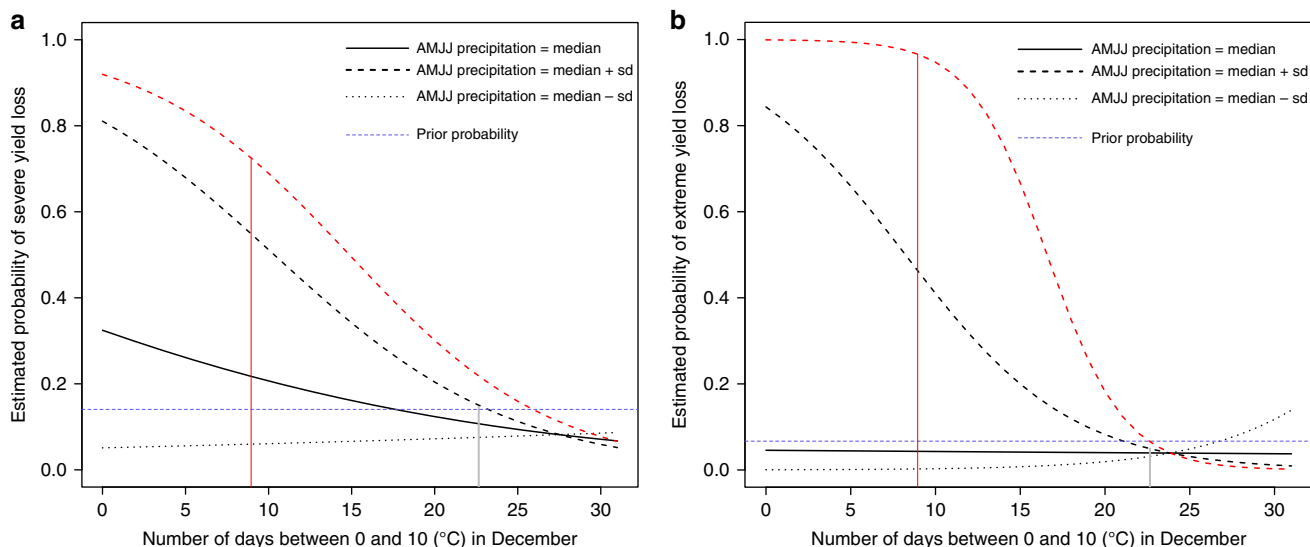 a
Estimated probability of severe yield loss
1.0
0.8
0.6
0.4
0.2
0.0
AMJJ precipitation = median
AMJJ precipitation = median + sd
AMJJ precipitation = median – sd
Prior probability
0 5 10 15 20 25 30
Number of days between 0 and 10 (°C) in December
b
Estimated probability of extreme yield loss
1.0
0.8
0.6
0.4
0.2
0.0
AMJJ precipitation = median
AMJJ precipitation = median + sd
AMJJ precipitation = median – sd
Prior probability
0 5 10 15 20 25 30
Number of days between 0 and 10 (°C) in December